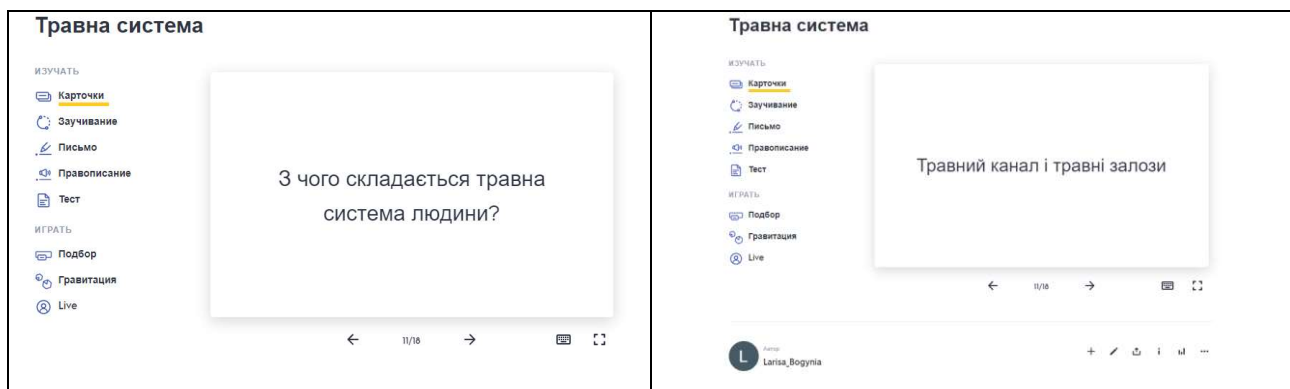 Травна система
ИЗУЧАТЬ
Карточки
Заучивание
Письмо
Правописание
Тест
ИГРАТЬ
Подбор
Гравитация
Live
З чого складається травна
система людини?
11/18
Травна система
ИЗУЧАТЬ
Карточки
Заучивание
Письмо
Правописание
Тест
ИГРАТЬ
Подбор
Гравитация
Live
Травний канал і травні залози
11/18
L
Автор
Larisa_Bogynia